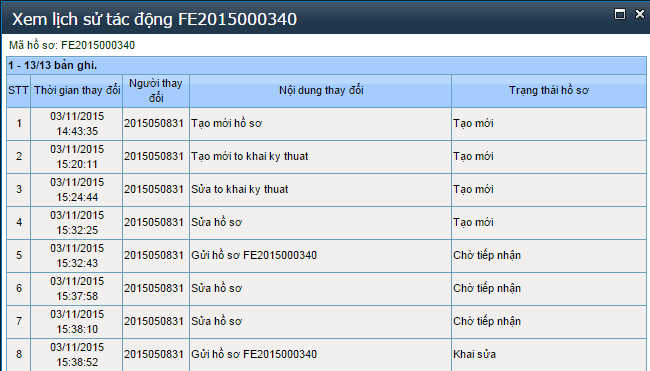 Xem lịch sử tác động FE2015000340
Mã hồ sơ: FE2015000340
1 - 13/13 bản ghi.
STT Thời gian thay đổi Người thay đổi Nội dung thay đổi Trạng thái hồ sơ
1 03/11/2015 14:43:35 2015050831 Tạo mới hồ sơ Tạo mới
2 03/11/2015 15:20:11 2015050831 Tạo mới to khai ky thuat Tạo mới
3 03/11/2015 15:24:44 2015050831 Sửa to khai ky thuat Tạo mới
4 03/11/2015 15:32:25 2015050831 Sửa hồ sơ Tạo mới
5 03/11/2015 15:32:43 2015050831 Gửi hồ sơ FE2015000340 Chờ tiếp nhận
6 03/11/2015 15:37:58 2015050831 Sửa hồ sơ Chờ tiếp nhận
7 03/11/2015 15:38:10 2015050831 Sửa hồ sơ Chờ tiếp nhận
8 03/11/2015 15:38:52 2015050831 Gửi hồ sơ FE2015000340 Khai sửa